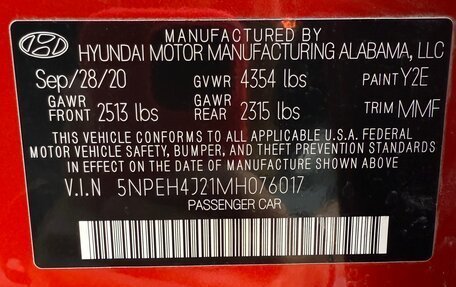 MANUFACTURED BY
HYUNDAI MOTOR MANUFACTURING ALABAMA, LLC
Sep/28/20 GVWR 4354 lbs PAINT Y2E
GAWR FRONT 2513 lbs GAWR REAR 2315 lbs TRIM MMF
THIS VEHICLE CONFORMS TO ALL APPLICABLE U.S.A. FEDERAL
MOTOR VEHICLE SAFETY, BUMPER, AND THEFT PREVENTION STANDARDS
IN EFFECT ON THE DATE OF MANUFACTURE SHOWN ABOVE.
V.I.N 5NPEH4J21MH076017
PASSENGER CAR